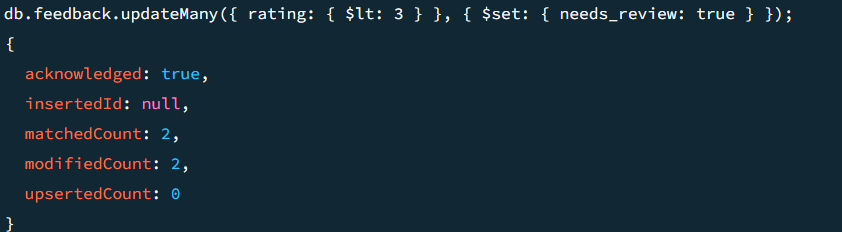 db.feedback.updateMany({ rating: { $lt: 3 } }, { $set: { needs_review: true } });
{
  acknowledged: true,
  insertedId: null,
  matchedCount: 2,
  modifiedCount: 2,
  upsertedCount: 0
}